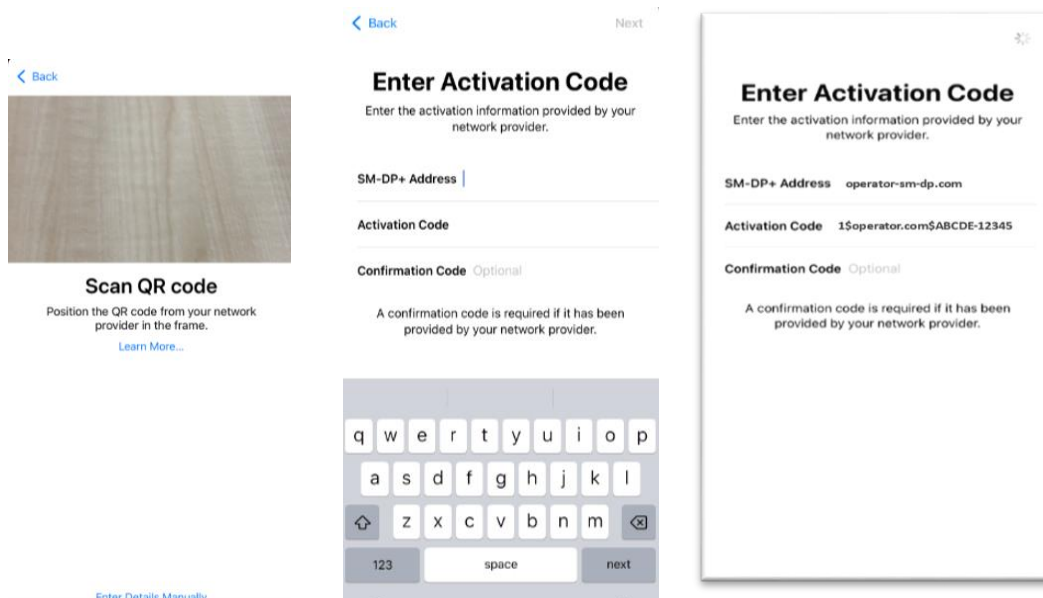 Back
Scan QR code
Position the QR code from your network
provider in the frame.
Learn More...
Enter Details Manually
Back
Next
Enter Activation Code
Enter the activation information provided by your
network provider.
SM-DP+ Address
Activation Code
Confirmation Code Optional
A confirmation code is required if it has been
provided by your network provider.
q w e r t y u i o p
a s d f g h j k l
z x c v b n m
123 space next
Enter Activation Code
Enter the activation information provided by your
network provider.
SM-DP+ Address operator-sm-dp.com
Activation Code 1$operator.com$ABCDE-12345
Confirmation Code Optional
A confirmation code is required if it has been
provided by your network provider.